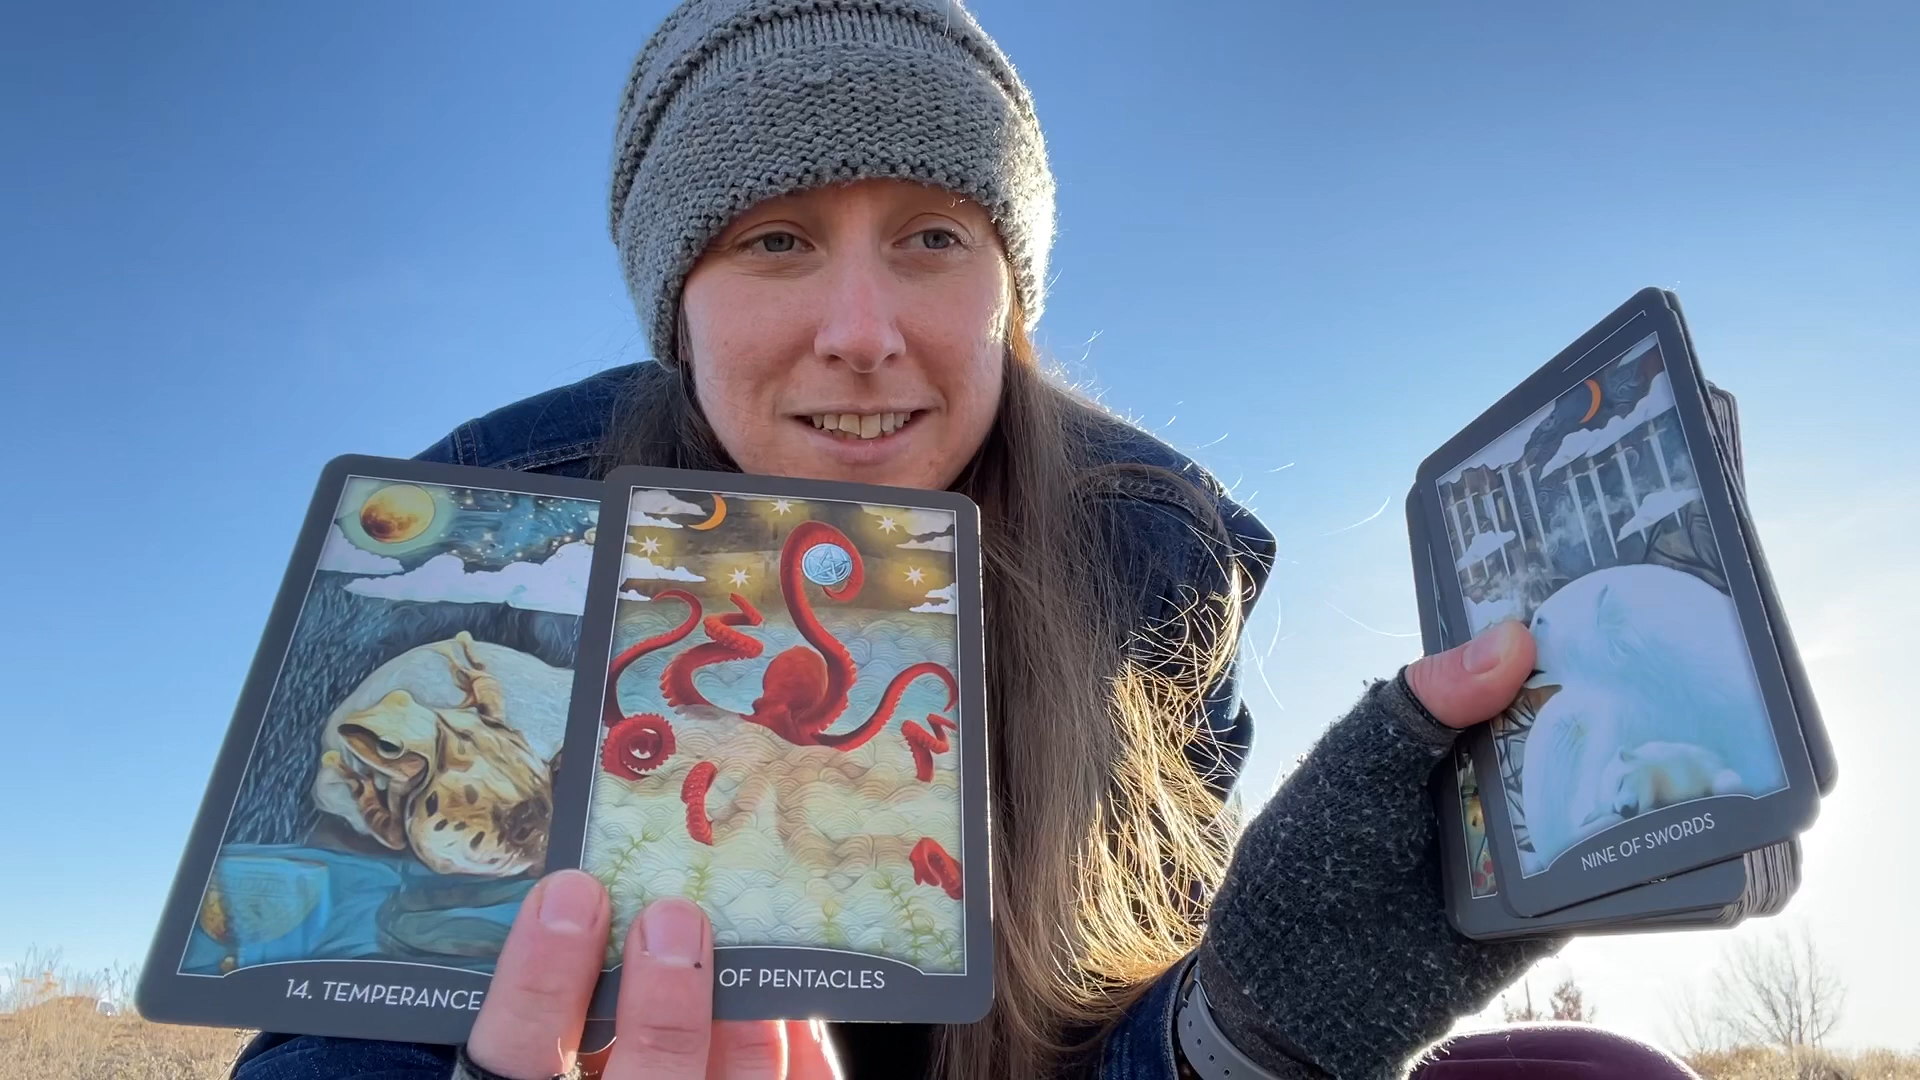 14. TEMPERANCE
OF PENTACLES
NINE OF SWORDS